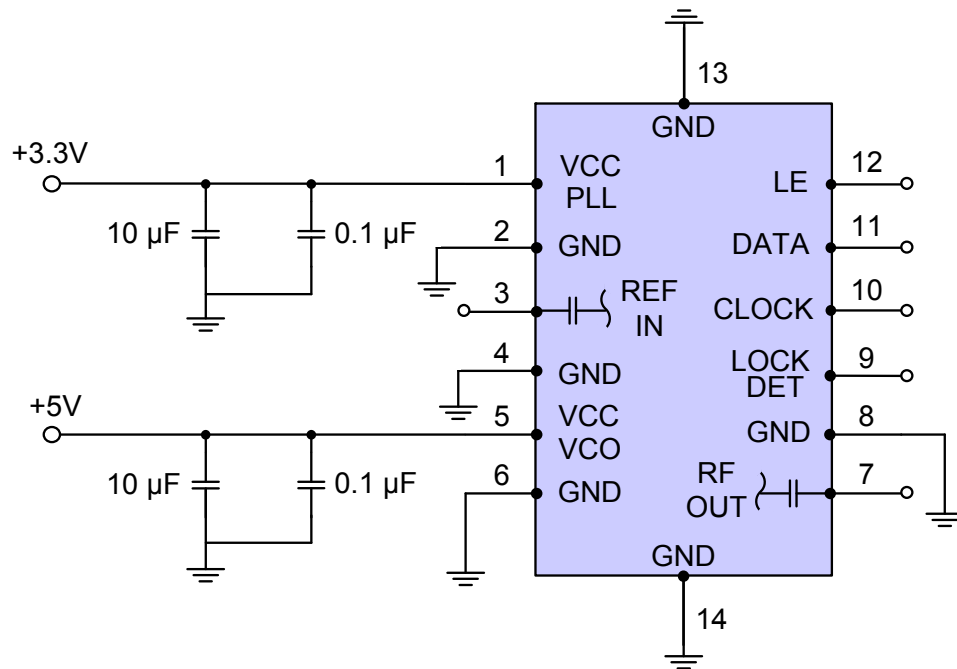 13
GND
+3.3V
1
VCC
PLL
12
LE
10 µF
0.1 µF
2
GND
11
DATA
3
REF
IN
10
CLOCK
4
GND
9
LOCK
DET
+5V
5
VCC
VCO
8
GND
10 µF
0.1 µF
6
GND
7
RF
OUT
GND
14